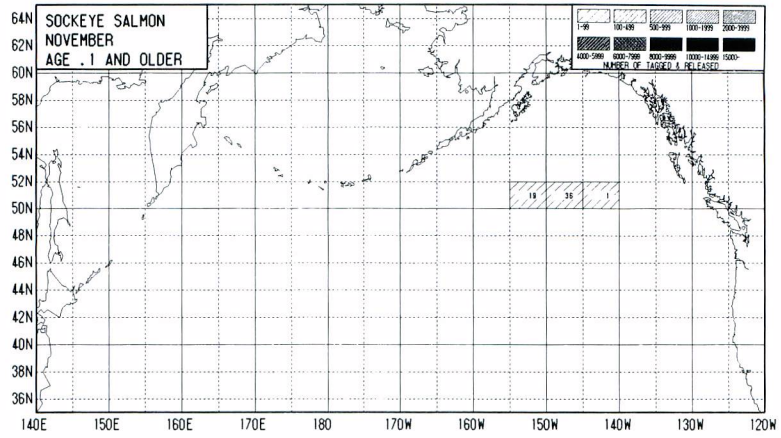 SOCKEYE SALMON
NOVEMBER
AGE .1 AND OLDER
1-99 100-499 500-999 1000-1999 2000-3999
4000-5999 6000-7999 8000-9999 10000-14999 15000-
NUMBER OF TAGGED & RELEASED
64N
62N
60N
58N
56N
54N
52N
50N
48N
46N
44N
42N
40N
38N
36N
19 36 1
140E 150E 160E 170E 180 170W 160W 150W 140W 130W 120W